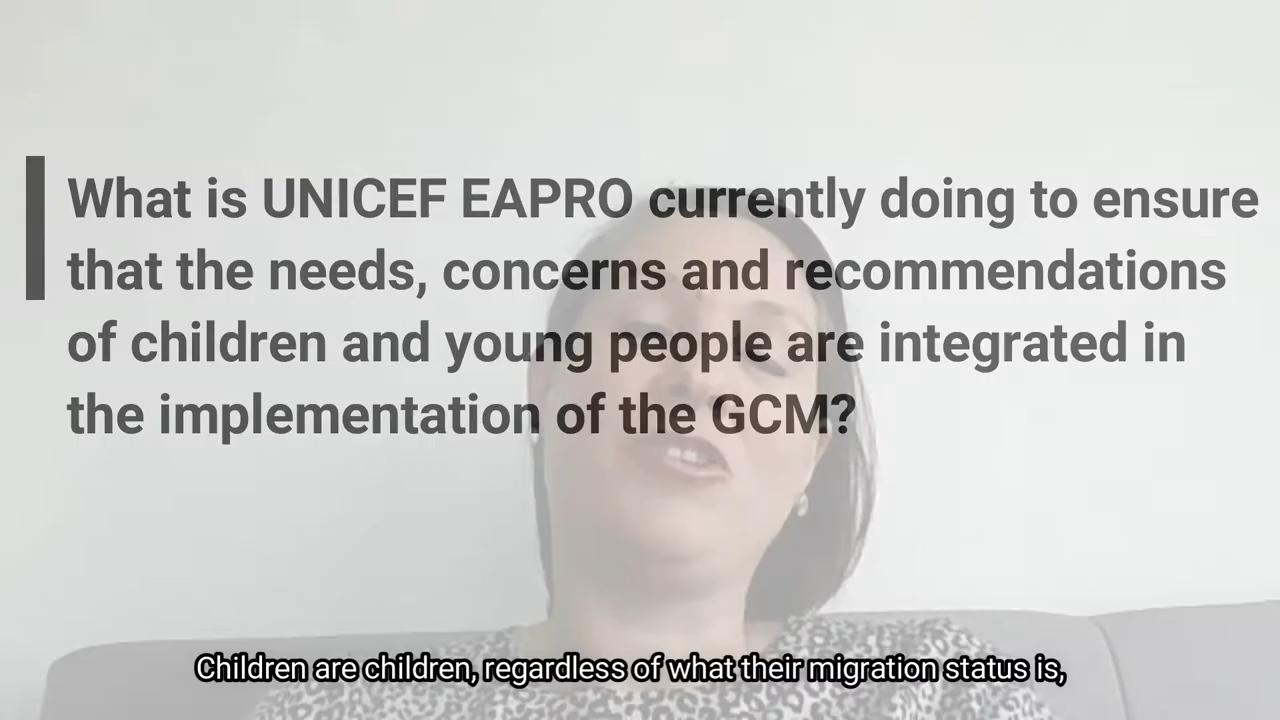 What is UNICEF EAPRO currently doing to ensure
that the needs, concerns and recommendations
of children and young people are integrated in
the implementation of the GCM?
Children are children, regardless of what their migration status is,